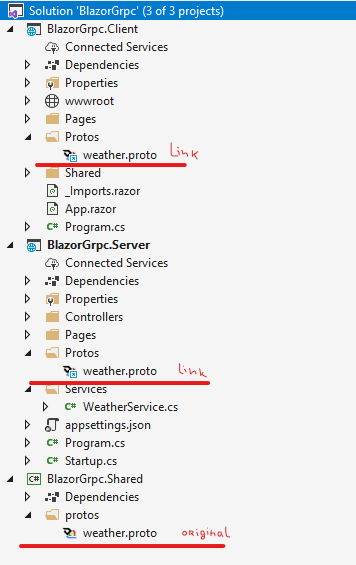 Solution 'BlazorGrpc' (3 of 3 projects)
BlazorGrpc.Client
Connected Services
Dependencies
Properties
wwwroot
Pages
Protos
weather.proto Link
Shared
_Imports.razor
App.razor
C# Program.cs
BlazorGrpc.Server
Connected Services
Dependencies
Properties
Controllers
Pages
Protos
weather.proto Link
Services
C# WeatherService.cs
appsettings.json
C# Program.cs
C# Startup.cs
C# BlazorGrpc.Shared
Dependencies
protos
weather.proto original